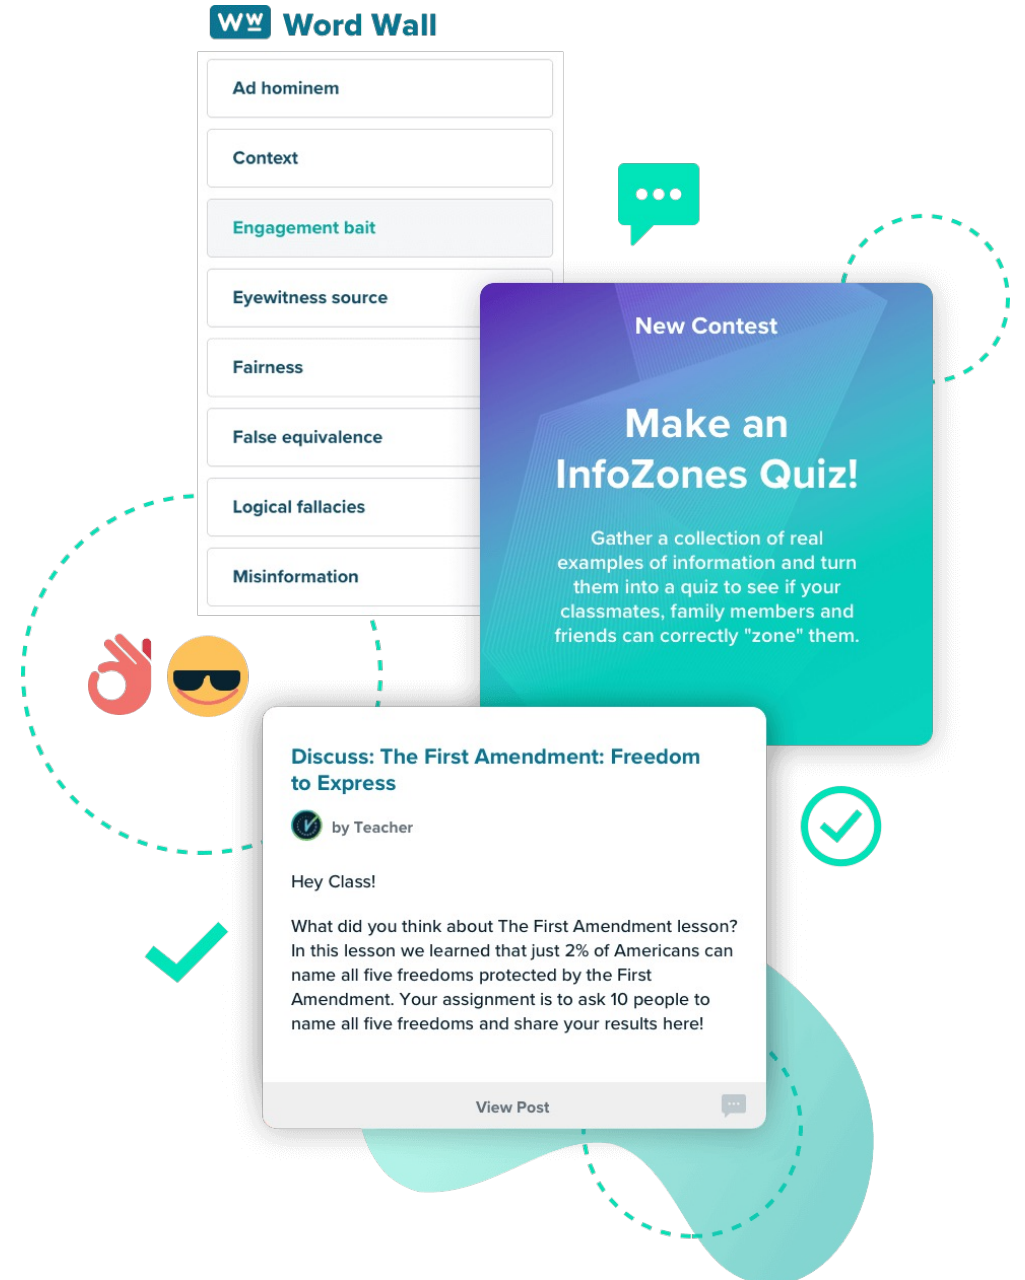 WW Word Wall
Ad hominem
Context
Engagement bait
Eyewitness source
Fairness
False equivalence
Logical fallacies
Misinformation
New Contest
Make an
InfoZones Quiz!
Gather a collection of real
examples of information and turn
them into a quiz to see if your
classmates, family members and
friends can correctly "zone" them.
Discuss: The First Amendment: Freedom
to Express
by Teacher
Hey Class!
What did you think about The First Amendment lesson?
In this lesson we learned that just 2% of Americans can
name all five freedoms protected by the First
Amendment. Your assignment is to ask 10 people to
name all five freedoms and share your results here!
View Post